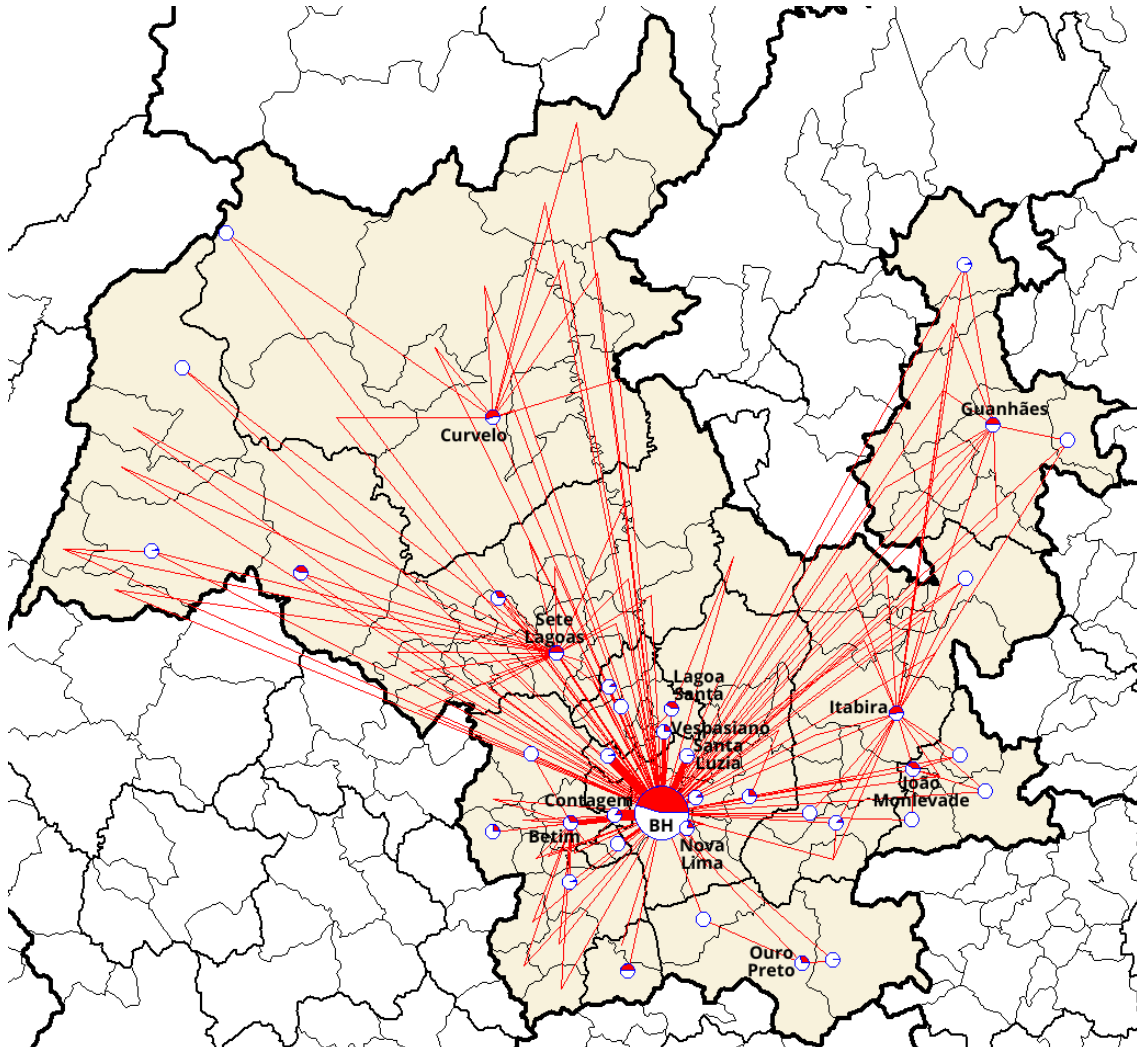 Guanhães
Curvelo
Sete
Lagoas
Lagoa
Santa
Itabira
Vespasiano
Santa
Luzia
João
Monlevade
Contagem
BH
Betim
Nova
Lima
Ouro
Preto